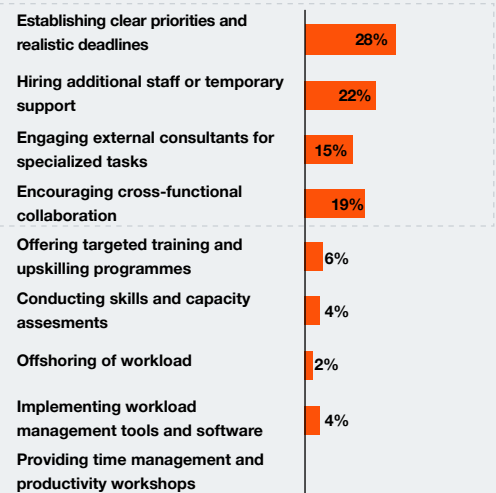 Establishing clear priorities and
realistic deadlines
28%
Hiring additional staff or temporary
support
22%
Engaging external consultants for
specialized tasks
15%
Encouraging cross-functional
collaboration
19%
Offering targeted training and
upskilling programmes
6%
Conducting skills and capacity
assesments
4%
Offshoring of workload
2%
Implementing workload
management tools and software
4%
Providing time management and
productivity workshops